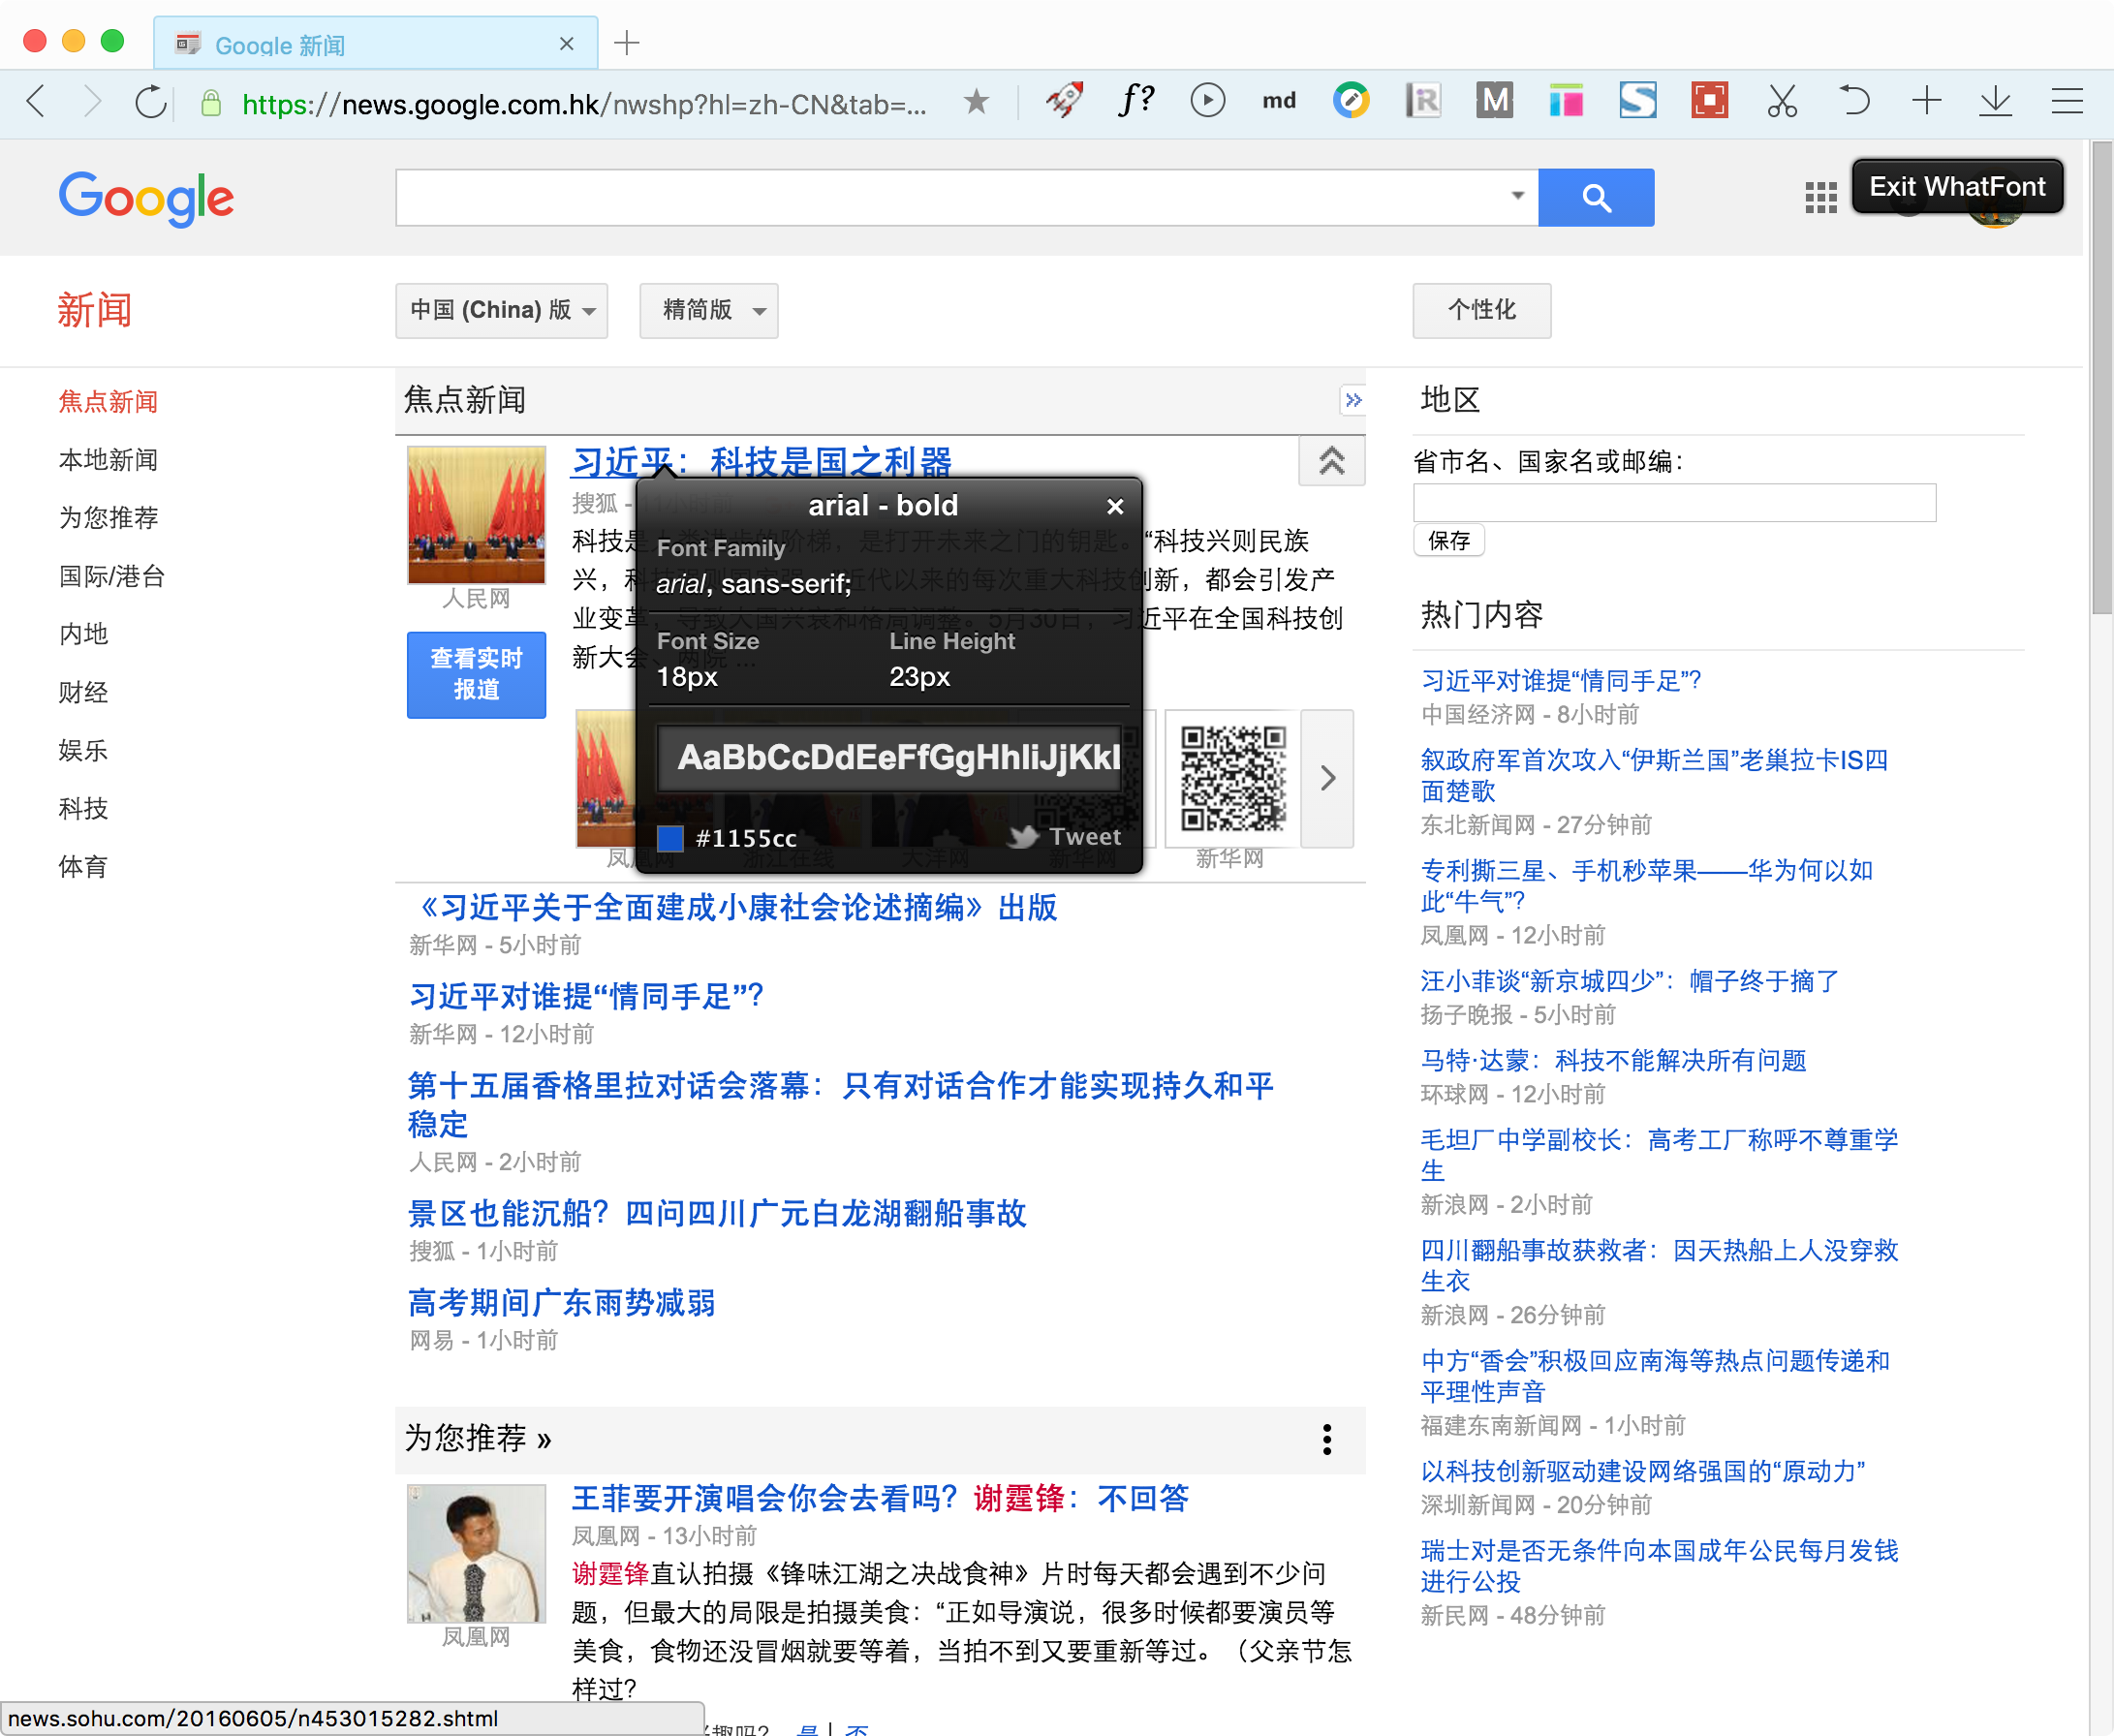 Google 新闻
https://news.google.com.hk/nwshp?hl=zh-CN&tab=...
f?
md
R
M
S
Google
Exit WhatFont
新闻
中国 (China) 版
精简版
个性化
焦点新闻
本地新闻
为您推荐
国际/港台
内地
财经
娱乐
科技
体育
焦点新闻
习近平：科技是国之利器
搜狐 - 11小时前
人民网
查看实时
报道
科技是人类进步的阶梯，是打开未来之门的钥匙。“科技兴则民族
兴，科技强则国家强。”近代以来的每次重大科技创新，都会引发产
业变革，导致大国兴衰和格局调整。5月30日，习近平在全国科技创
新大会、两院 ...
arial - bold
Font Family
arial, sans-serif;
Font Size
Line Height
18px
23px
AaBbCcDdEeFfGgHhIiJjKkl
#1155cc
Tweet
凤凰网
浙江在线
大洋网
新华网
新华网
《习近平关于全面建成小康社会论述摘编》出版
新华网 - 5小时前
习近平对谁提“情同手足”？
新华网 - 12小时前
第十五届香格里拉对话会落幕：只有对话合作才能实现持久和平
稳定
人民网 - 2小时前
景区也能沉船？四问四川广元白龙湖翻船事故
搜狐 - 1小时前
高考期间广东雨势减弱
网易 - 1小时前
为您推荐 »
王菲要开演唱会你会去看吗？谢霆锋：不回答
凤凰网 - 13小时前
凤凰网
谢霆锋直认拍摄《锋味江湖之决战食神》片时每天都会遇到不少问
题，但最大的局限是拍摄美食：“正如导演说，很多时候都要演员等
美食，食物还没冒烟就要等着，当拍不到又要重新等过。（父亲节怎
样过？
趣吗？ 是 | 否
地区
省市名、国家名或邮编：
保存
热门内容
习近平对谁提“情同手足”？
中国经济网 - 8小时前
叙政府军首次攻入“伊斯兰国”老巢拉卡IS四
面楚歌
东北新闻网 - 27分钟前
专利撕三星、手机秒苹果——华为何以如
此“牛气”？
凤凰网 - 12小时前
汪小菲谈“新京城四少”：帽子终于摘了
扬子晚报 - 5小时前
马特·达蒙：科技不能解决所有问题
环球网 - 12小时前
毛坦厂中学副校长：高考工厂称呼不尊重学
生
新浪网 - 2小时前
四川翻船事故获救者：因天热船上人没穿救
生衣
新浪网 - 26分钟前
中方“香会”积极回应南海等热点问题传递和
平理性声音
福建东南新闻网 - 1小时前
以科技创新驱动建设网络强国的“原动力”
深圳新闻网 - 20分钟前
瑞士对是否无条件向本国成年公民每月发钱
进行公投
新民网 - 48分钟前
news.sohu.com/20160605/n453015282.shtml